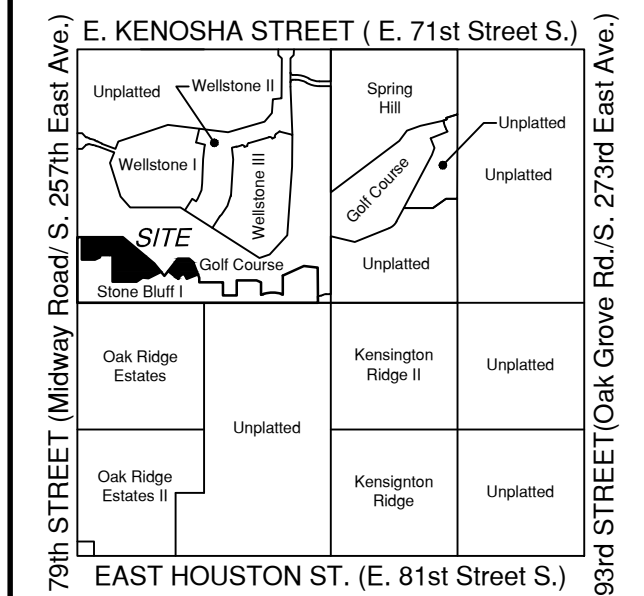 E. KENOSHA STREET ( E. 71st Street S.)
79th STREET (Midway Road/ S. 257th East Ave.)
93rd STREET(Oak Grove Rd./S. 273rd East Ave.)
Unplatted
Wellstone II
Spring
Hill
Unplatted
Unplatted
Wellstone I
Wellstone III
Golf Course
SITE
Golf Course
Unplatted
Stone Bluff I
Oak Ridge
Estates
Kensington
Ridge II
Unplatted
Unplatted
Oak Ridge
Estates II
Kensignton
Ridge
Unplatted
EAST HOUSTON ST. (E. 81st Street S.)